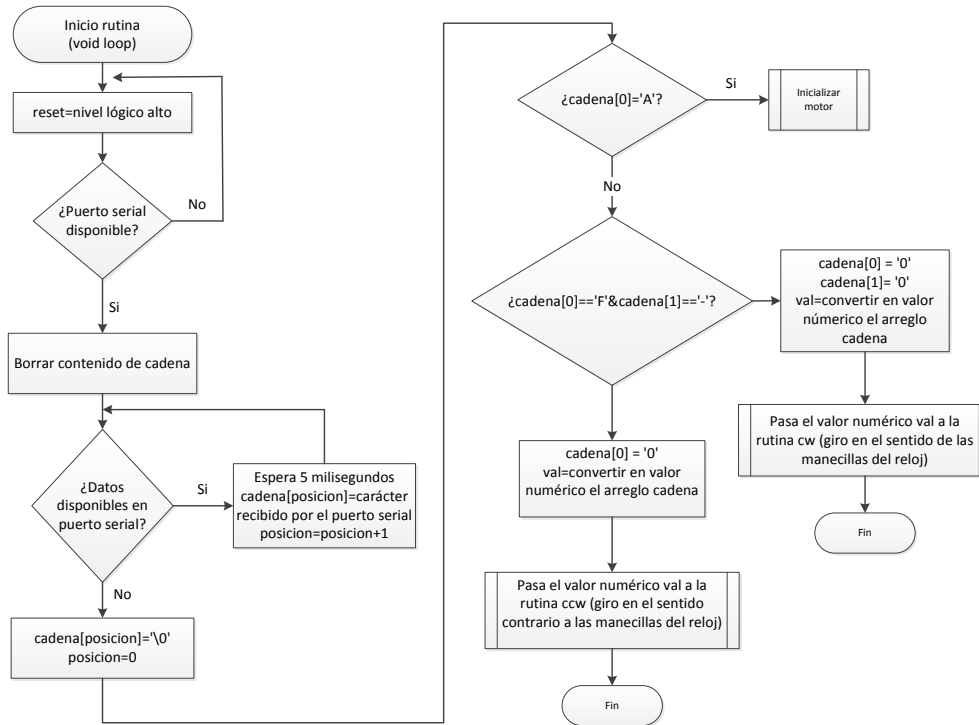 Inicio rutina
(void loop)
reset=nivel lógico alto
¿Puerto serial
disponible?
No
Si
Borrar contenido de cadena
¿Datos
disponibles en
puerto serial?
Si
Espera 5 milisegundos
cadena[posicion]=carácter
recibido por el puerto serial
posicion=posicion+1
No
cadena[posicion]='\0'
posicion=0
¿cadena[0]='A'?
Si
Inicializar
motor
No
¿cadena[0]=='F'&cadena[1]=='-'?
cadena[0] = '0'
cadena[1]= '0'
val=convertir en valor
númerico el arreglo
cadena
Pasa el valor numérico val a la
rutina cw (giro en el sentido de las
manecillas del reloj)
Fin
cadena[0] = '0'
val=convertir en valor
numérico el arreglo cadena
Pasa el valor numérico val a la
rutina ccw (giro en el sentido
contrario a las manecillas del reloj)
Fin